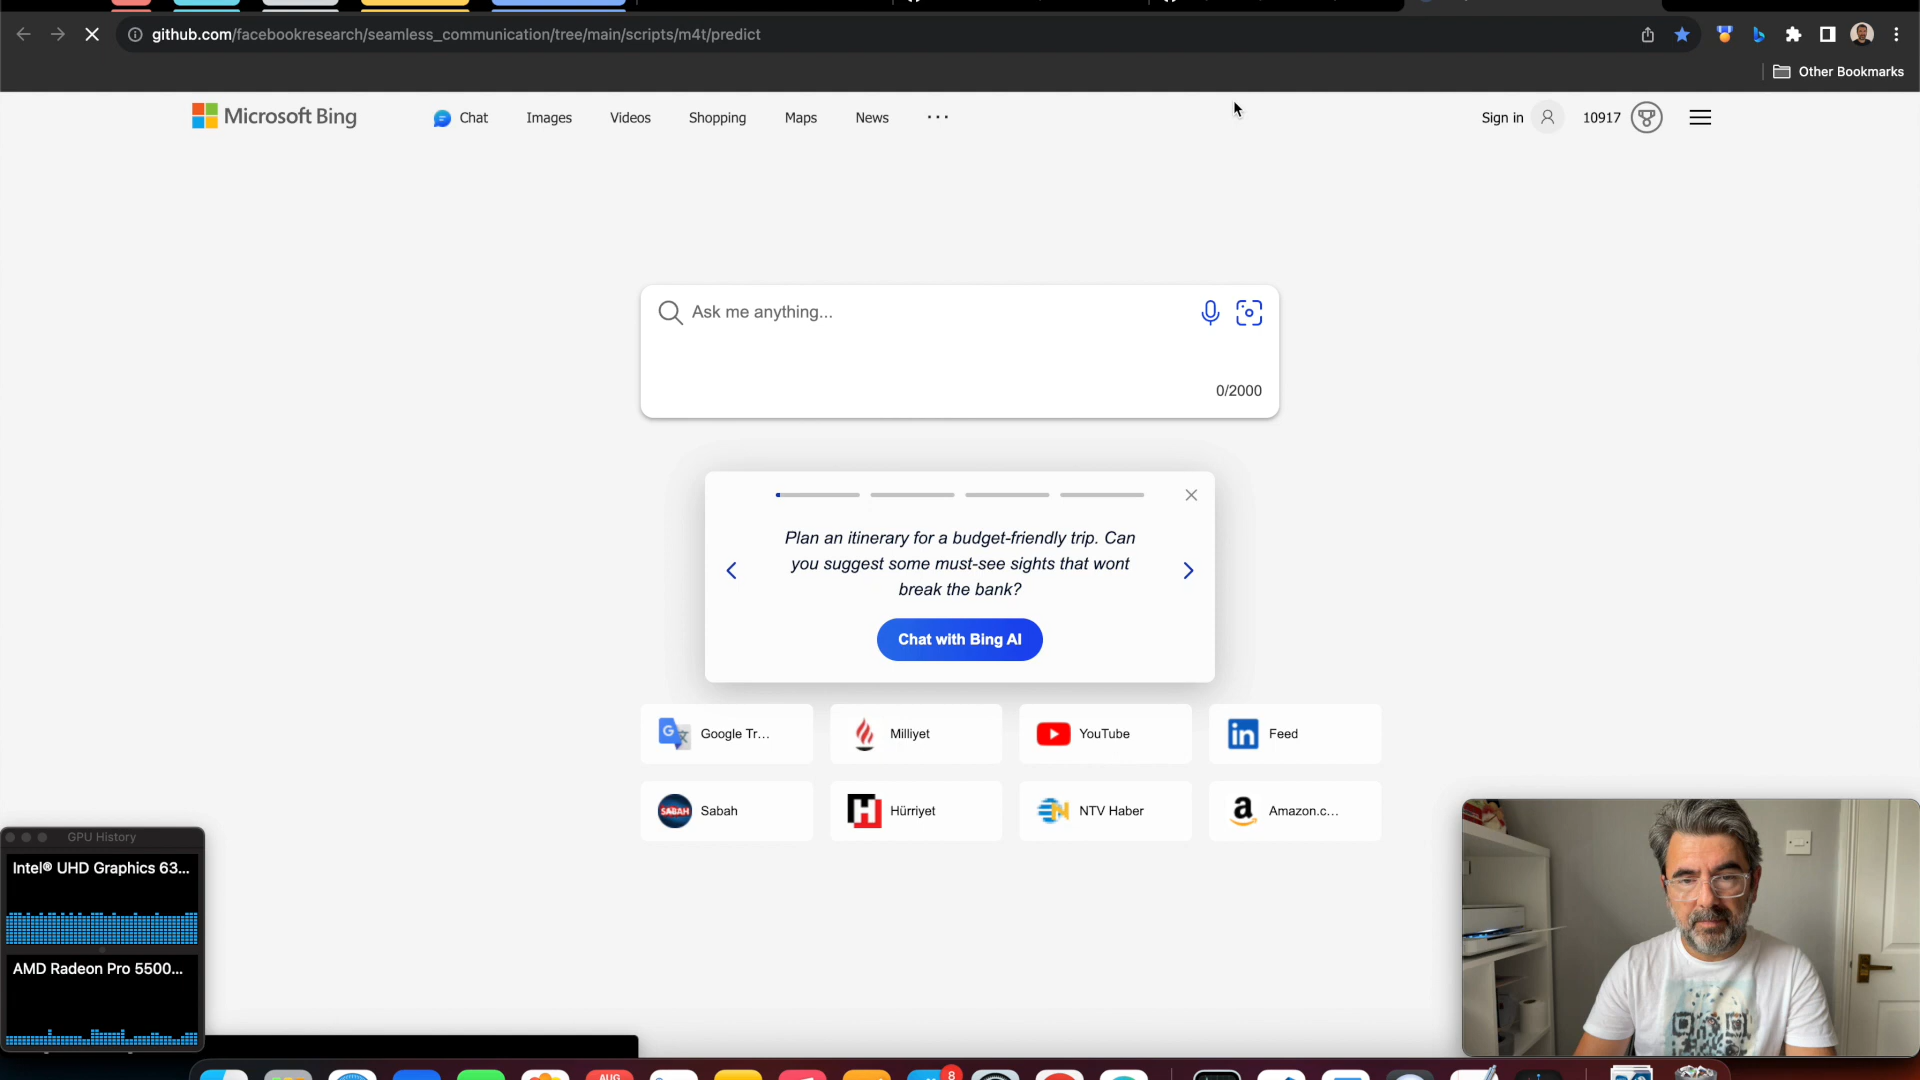 github.com/facebookresearch/seamless_communication/tree/main/scripts/m4t/predict
Other Bookmarks
Microsoft Bing
Chat
Images
Videos
Shopping
Maps
News
Sign in
10917
Ask me anything...
0/2000
Plan an itinerary for a budget-friendly trip. Can
you suggest some must-see sights that wont
break the bank?
Chat with Bing AI
Google Tr...
Milliyet
YouTube
Feed
SABAH
Sabah
Hürriyet
NTV Haber
Amazon.c...
GPU History
Intel® UHD Graphics 63...
AMD Radeon Pro 5500...
AUG
8